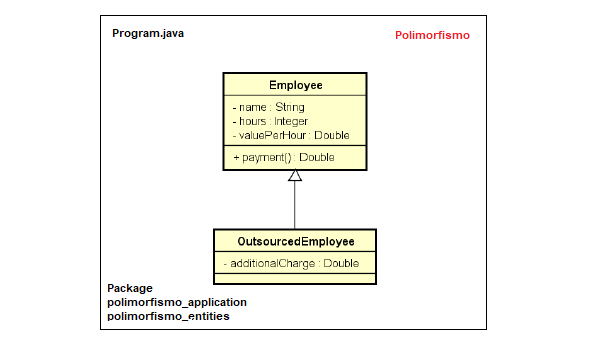 Program.java
Polimorfismo
Employee
- name : String
- hours : Integer
- valuePerHour : Double
+ payment() : Double
OutsourcedEmployee
- additionalCharge : Double
Package
polimorfismo_application
polimorfismo_entities